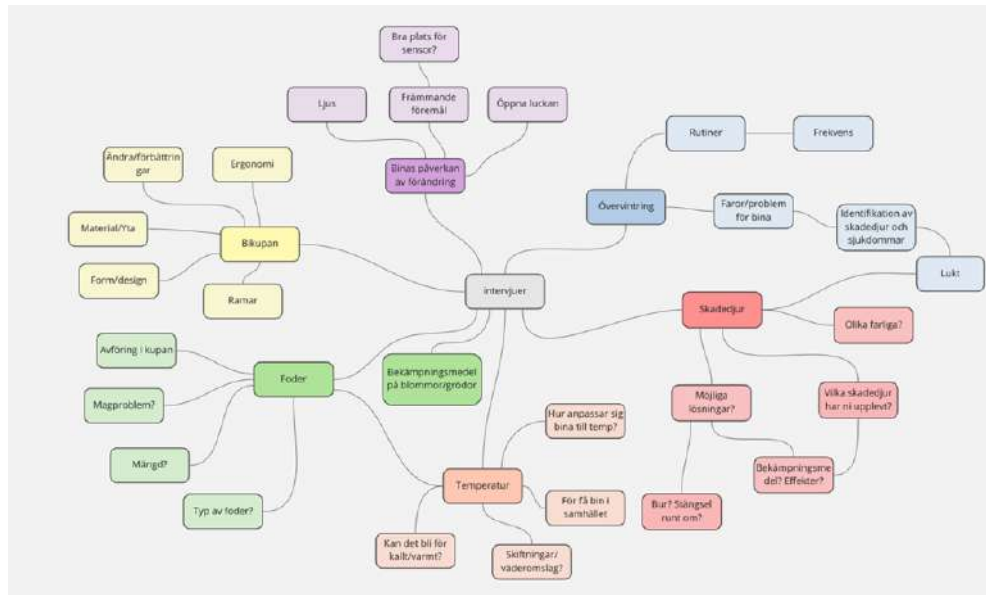 Bra plats för
sensor?
Ljus
Främmande
föremål
Öppna luckan
Binas påverkan
av förändring
Rutiner
Frekvens
Övervintring
Faror/problem
för bina
Identifikation av
skadedjur och
sjukdommar
Lukt
Ändra/förbättrin
gar
Ergonomi
Material/Yta
Bikupan
Form/design
Ramar
intervjuer
Skadedjur
Olika farliga?
Möjliga
lösningar?
Vilka skadedjur
har ni upplevt?
Bekämpningsme
del? Effekter?
Bur? Stängsel
runt om?
Avföring i kupan
Foder
Magproblem?
Mängd?
Typ av foder?
Bekämpningsmedel
på blommor/grödor
Hur anpassar sig
bina till temp?
Temperatur
För få bin i
samhället
Kan det bli för
kallt/varmt?
Skiftningar/
väderomslag?